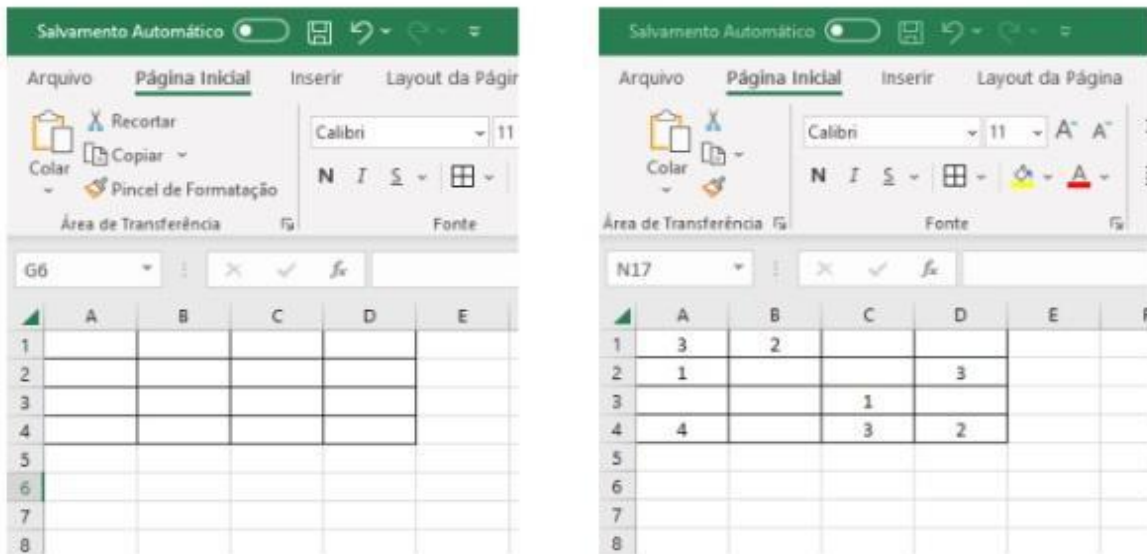 Salvamento Automático
Arquivo Página Inicial Inserir Layout da Págir
Recortar
Copiar
Colar
Pincel de Formatação
Calibri 11
N I S
Área de Transferência Fonte
G6 fx
A B C D E
1
2
3
4
5
6
7
8
Salvamento Automático
Arquivo Página Inicial Inserir Layout da Página
Colar
Calibri 11 A A
N I S A
Área de Transferência Fonte
N17 fx
A B C D E F
1 3 2
2 1 3
3 1
4 4 3 2
5
6
7
8